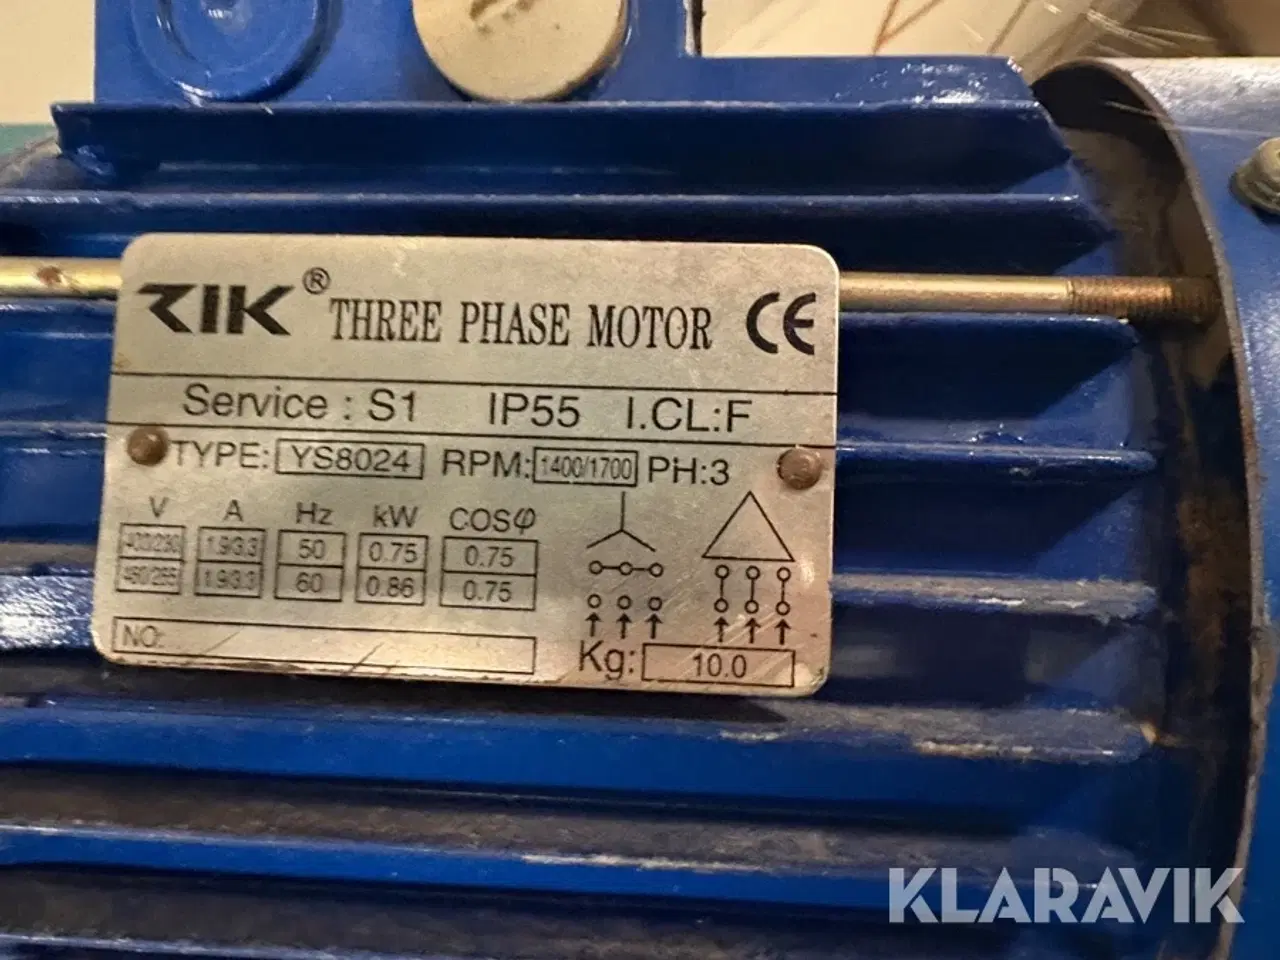 RIK® THREE PHASE MOTOR CE
Service : S1 IP55 I.CL:F
TYPE: YS8024 RPM: 1400/1700 PH:3
V A Hz kW COSφ
400/230 1.9/3.3 50 0.75 0.75
460/265 1.9/3.3 60 0.86 0.75
NO:
Kg: 10.0
KLARAVIK